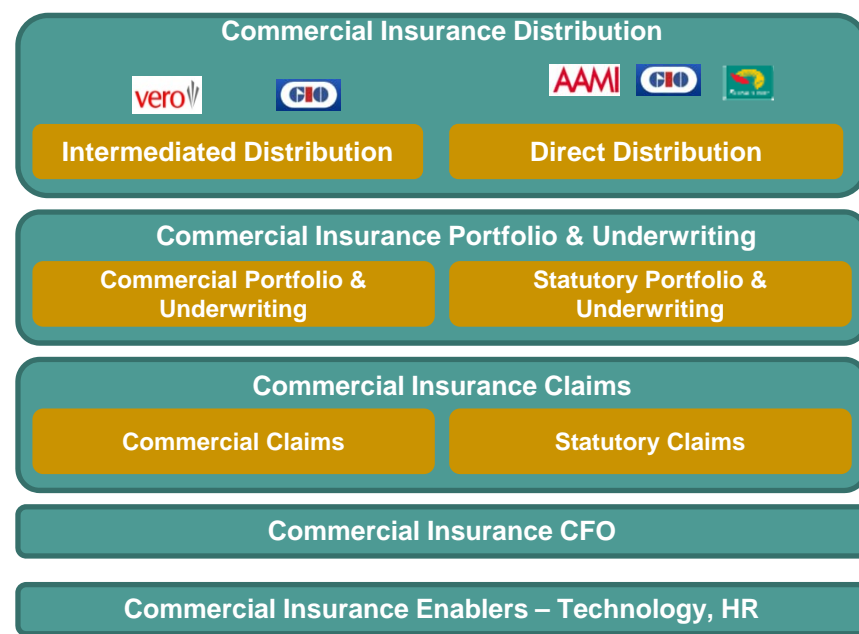 Commercial Insurance Distribution
vero
GIO
AAMI
GIO
Intermediated Distribution
Direct Distribution
Commercial Insurance Portfolio & Underwriting
Commercial Portfolio &
Underwriting
Statutory Portfolio &
Underwriting
Commercial Insurance Claims
Commercial Claims
Statutory Claims
Commercial Insurance CFO
Commercial Insurance Enablers – Technology, HR